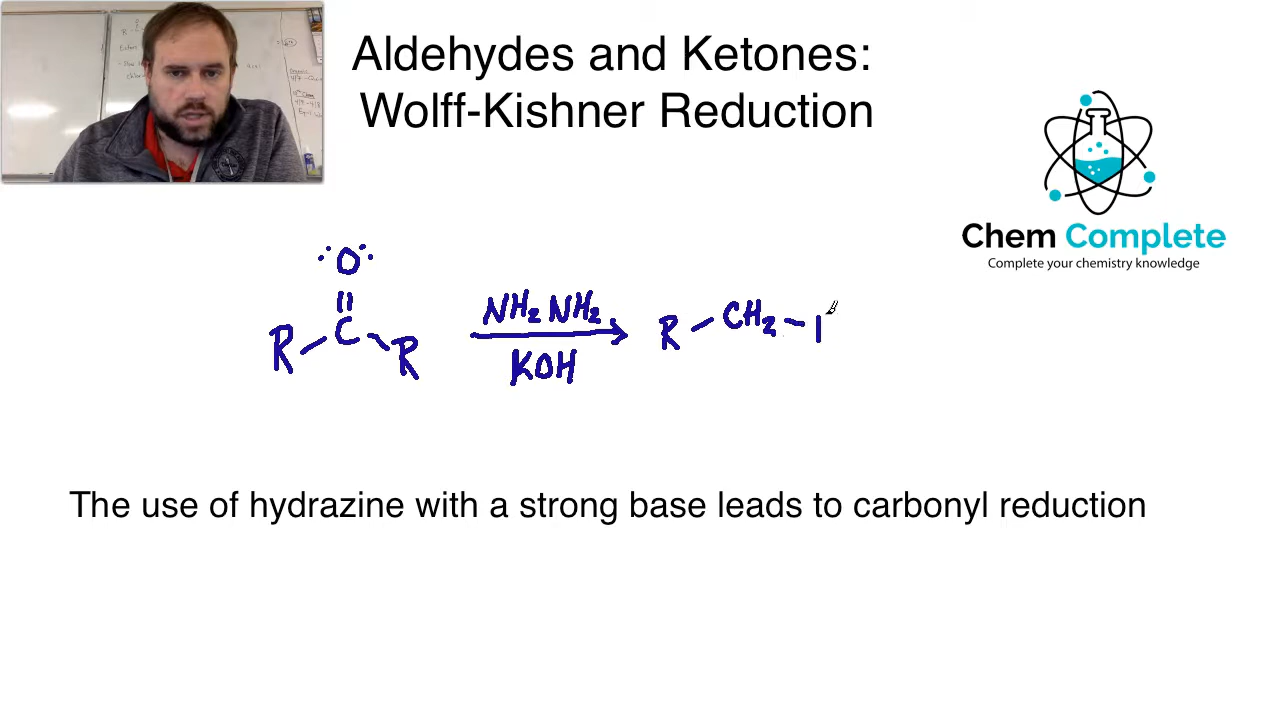 Aldehydes and Ketones:
Wolff-Kishner Reduction
Chem Complete
Complete your chemistry knowledge
:O:
||
R - C - R
NH₂NH₂
KOH
R - CH₂ -
The use of hydrazine with a strong base leads to carbonyl reduction